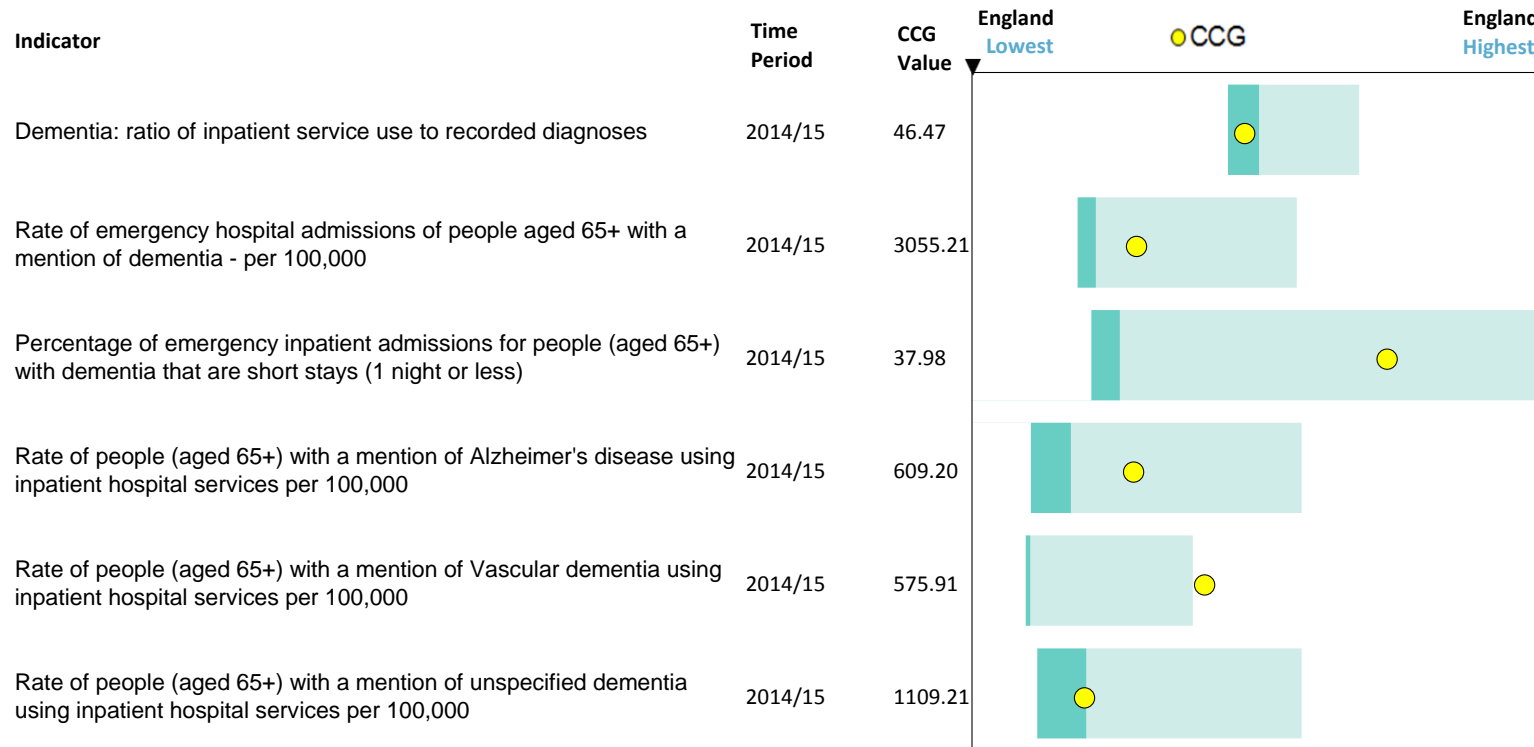 Indicator
Time
Period
CCG
Value
England
Lowest
CCG
England
Highest
Dementia: ratio of inpatient service use to recorded diagnoses 2014/15 46.47
Rate of emergency hospital admissions of people aged 65+ with a
mention of dementia - per 100,000
2014/15 3055.21
Percentage of emergency inpatient admissions for people (aged 65+)
with dementia that are short stays (1 night or less)
2014/15 37.98
Rate of people (aged 65+) with a mention of Alzheimer's disease using
inpatient hospital services per 100,000
2014/15 609.20
Rate of people (aged 65+) with a mention of Vascular dementia using
inpatient hospital services per 100,000
2014/15 575.91
Rate of people (aged 65+) with a mention of unspecified dementia
using inpatient hospital services per 100,000
2014/15 1109.21